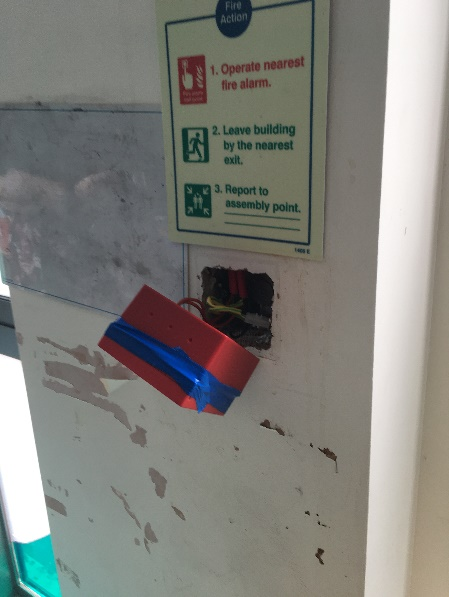 Fire
Action
1. Operate nearest
fire alarm.
2. Leave building
by the nearest
exit.
3. Report to
assembly point.